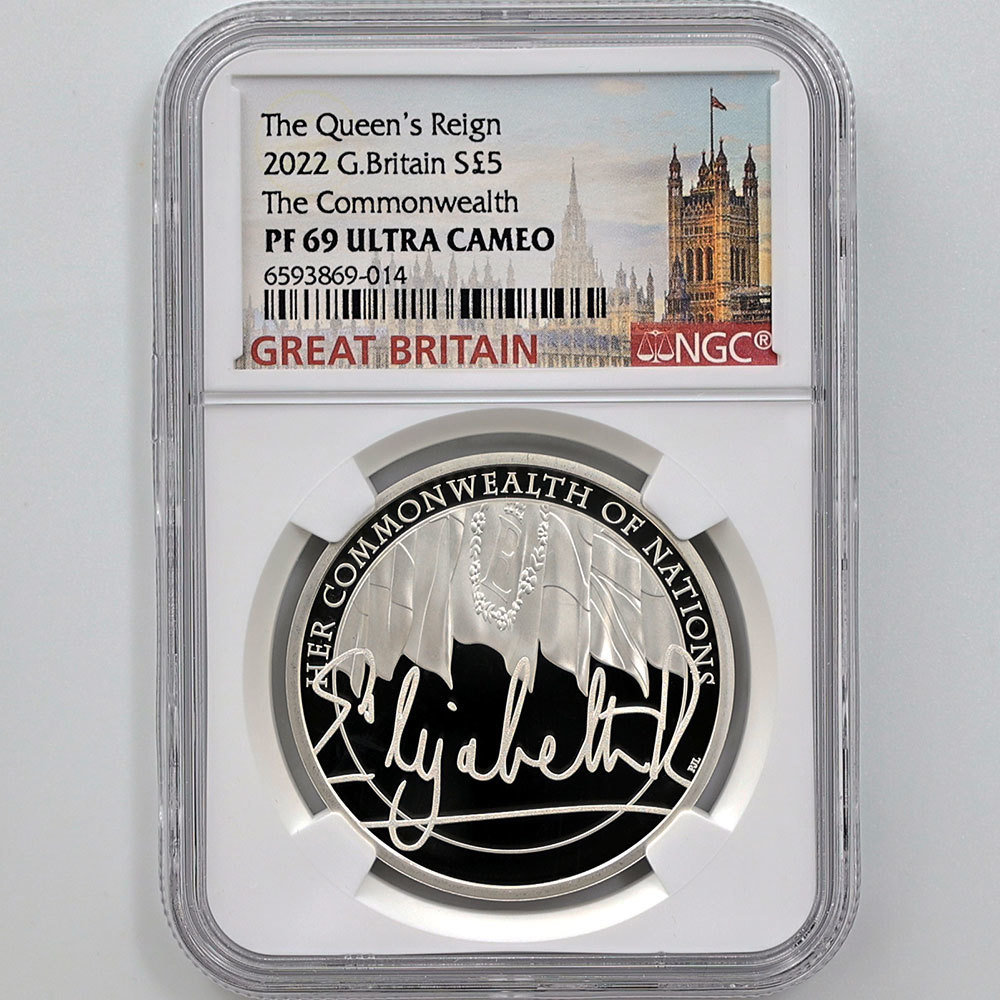 The Queen's Reign
2022 G.Britain S£5
The Commonwealth
PF 69 ULTRA CAMEO
6593869-014
GREAT BRITAIN
NGC®
HER COMMONWEALTH OF NATIONS
Elizabeth R
PJL